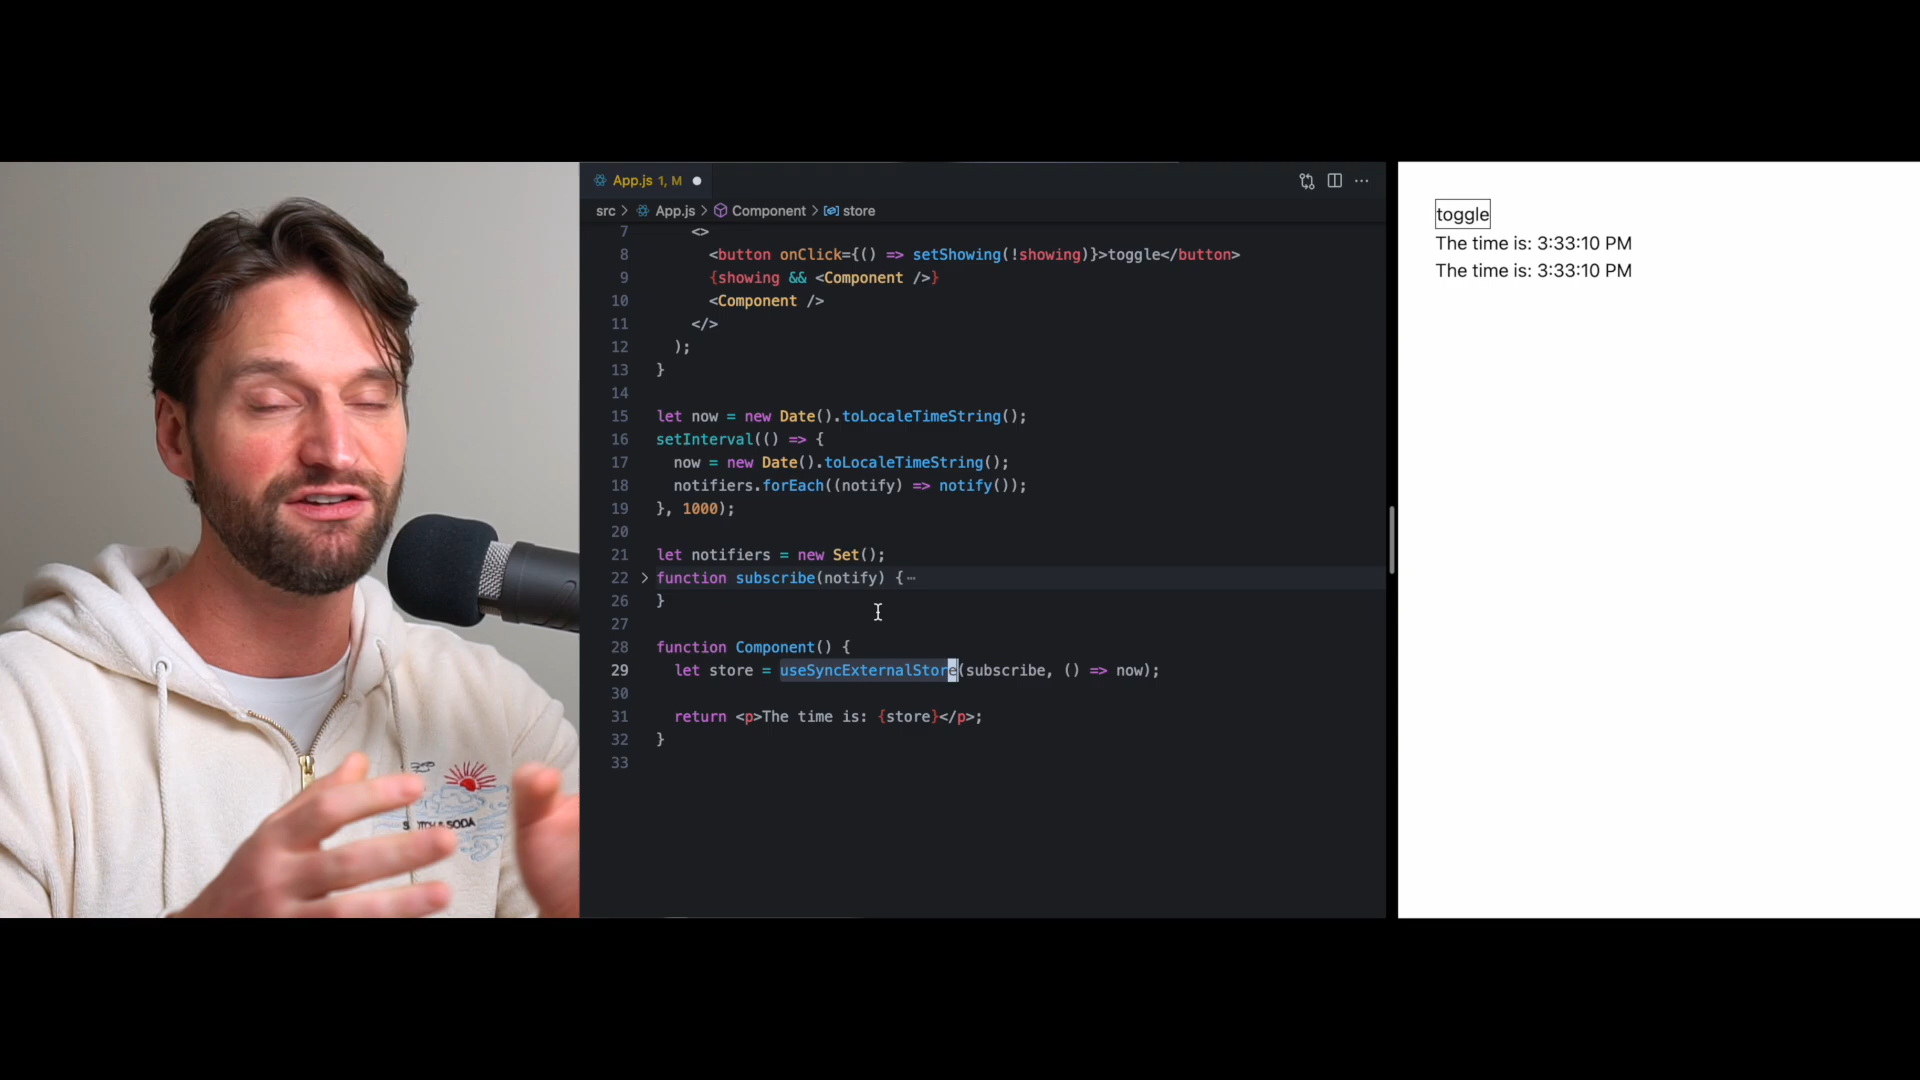 App.js 1, M
src > App.js > Component > store
7 <>
8 <button onClick={() => setShowing(!showing)}>toggle</button>
9 {showing && <Component />}
10 <Component />
11 </>
12 );
13 }
14
15 let now = new Date().toLocaleTimeString();
16 setInterval(() => {
17 now = new Date().toLocaleTimeString();
18 notifiers.forEach((notify) => notify());
19 }, 1000);
20
21 let notifiers = new Set();
22 function subscribe(notify) {⋯
26 }
27
28 function Component() {
29 let store = useSyncExternalStore(subscribe, () => now);
30
31 return <p>The time is: {store}</p>;
32 }
33
toggle
The time is: 3:33:10 PM
The time is: 3:33:10 PM
SODA